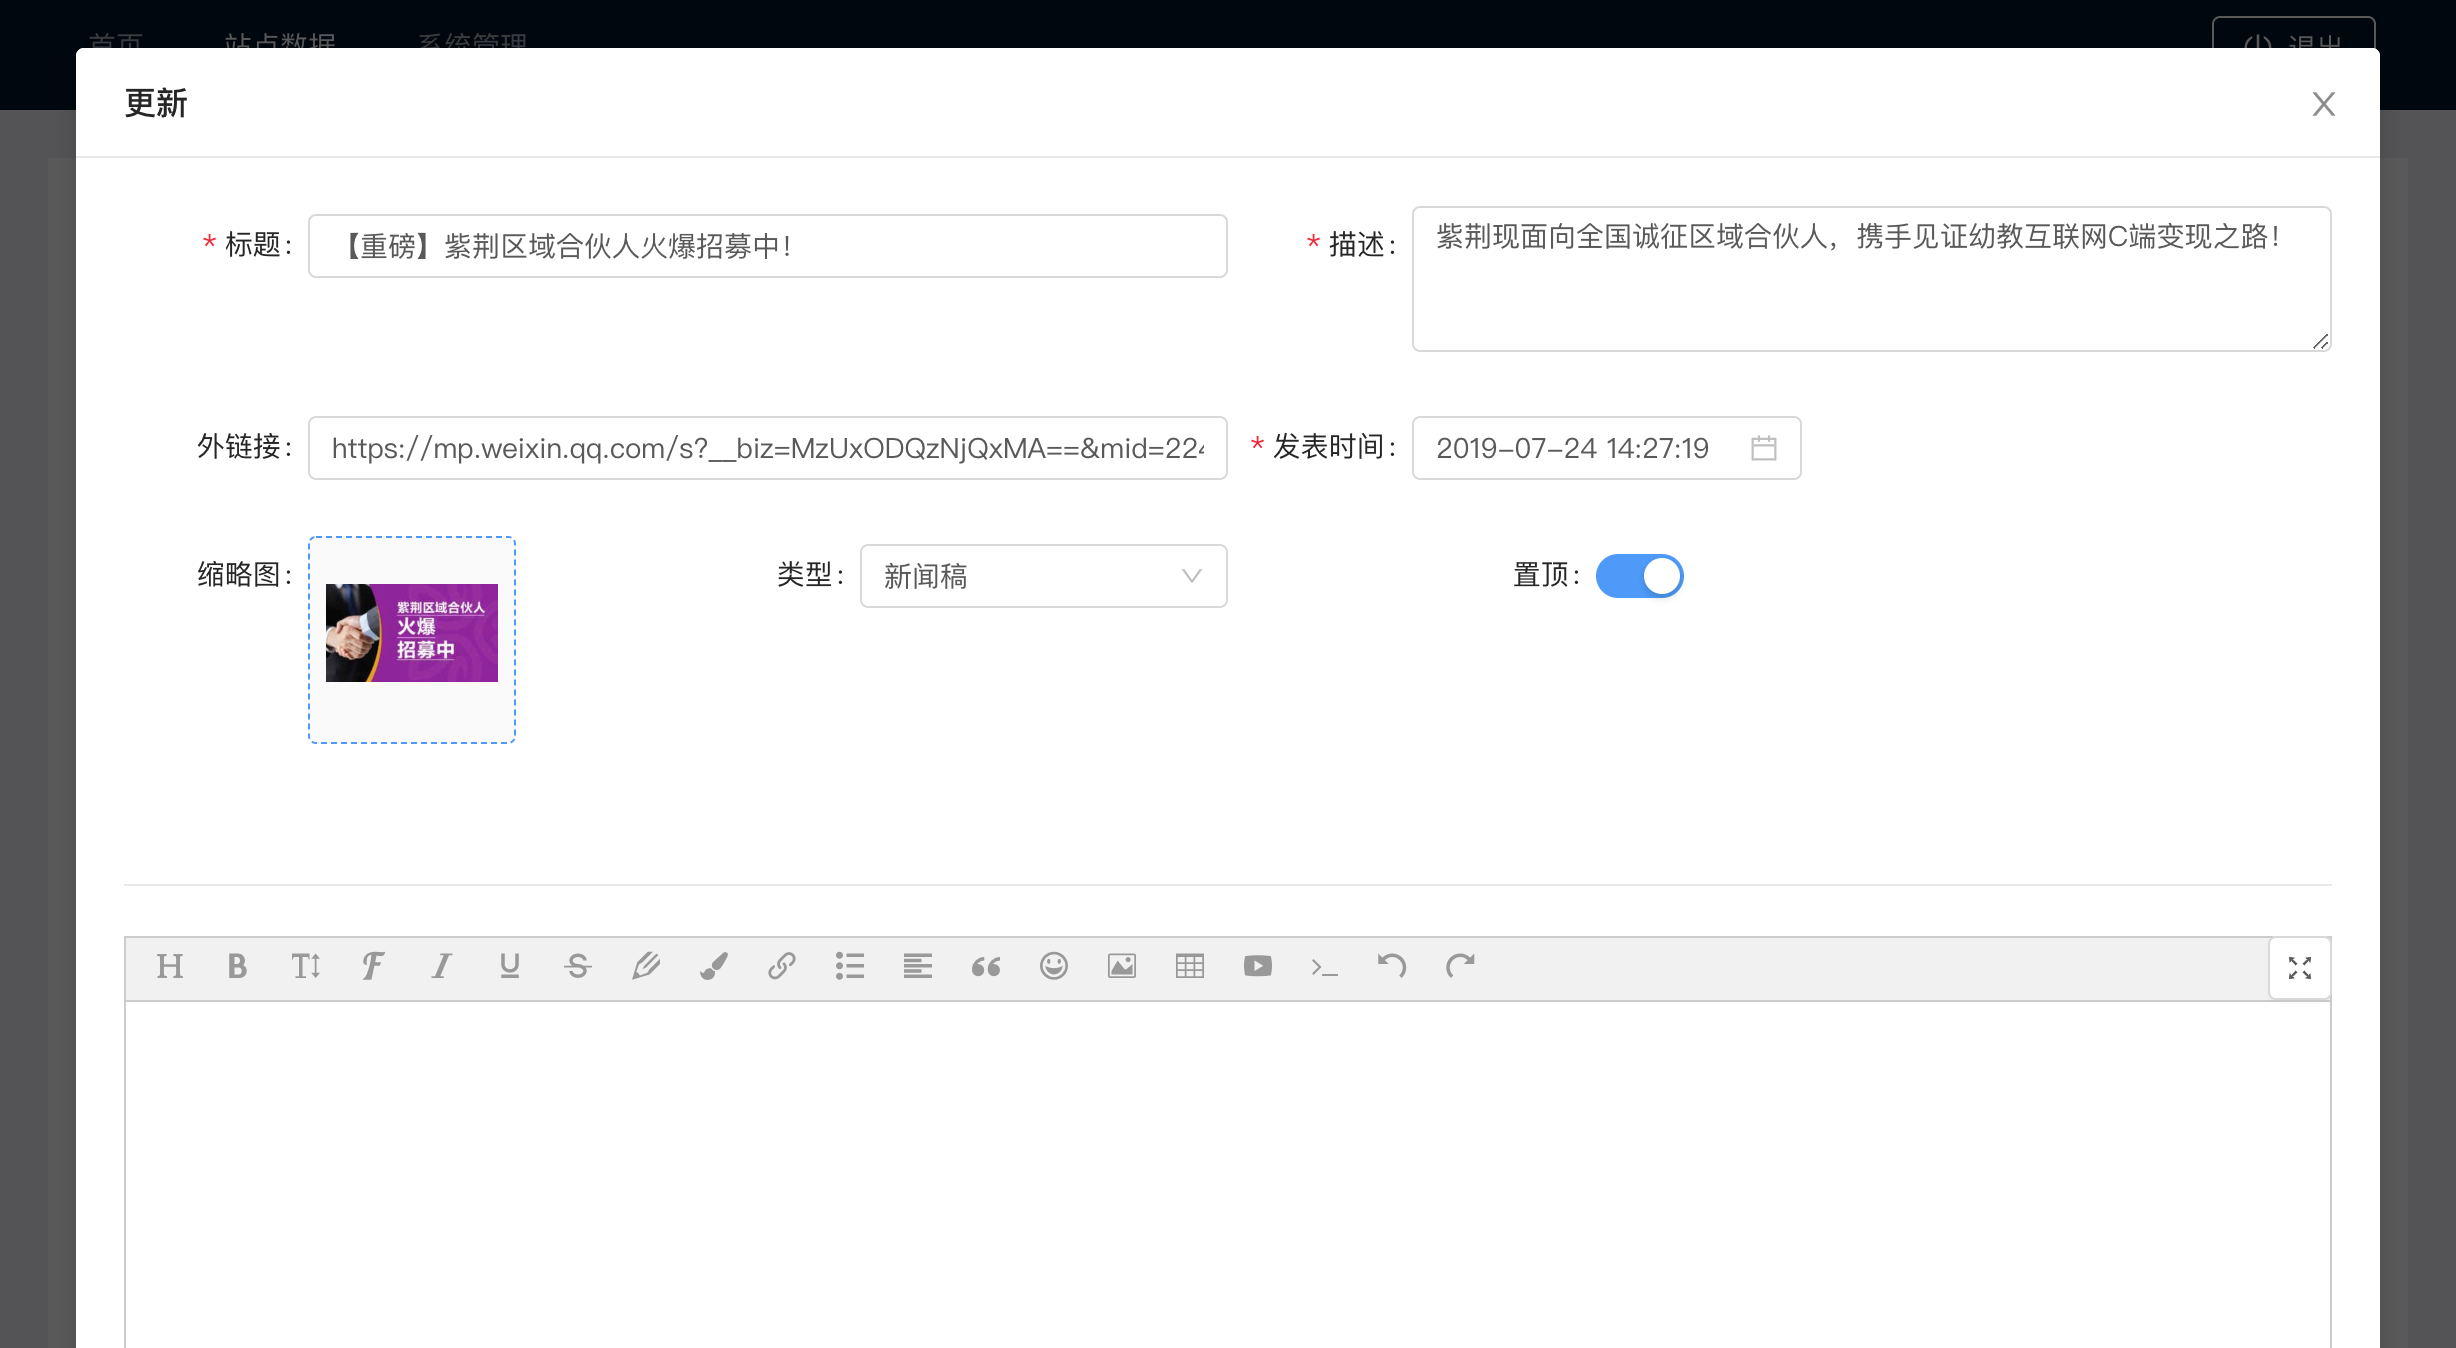 首页 站点数据 系统管理 退出
更新
* 标题: 【重磅】紫荆区域合伙人火爆招募中!
* 描述: 紫荆现面向全国诚征区域合伙人，携手见证幼教互联网C端变现之路!
外链接: https://mp.weixin.qq.com/s?__biz=MzUxODQzNjQxMA==&mid=224
* 发表时间: 2019-07-24 14:27:19
缩略图:
紫荆区域合伙人
火爆
招募中
类型: 新闻稿
置顶: